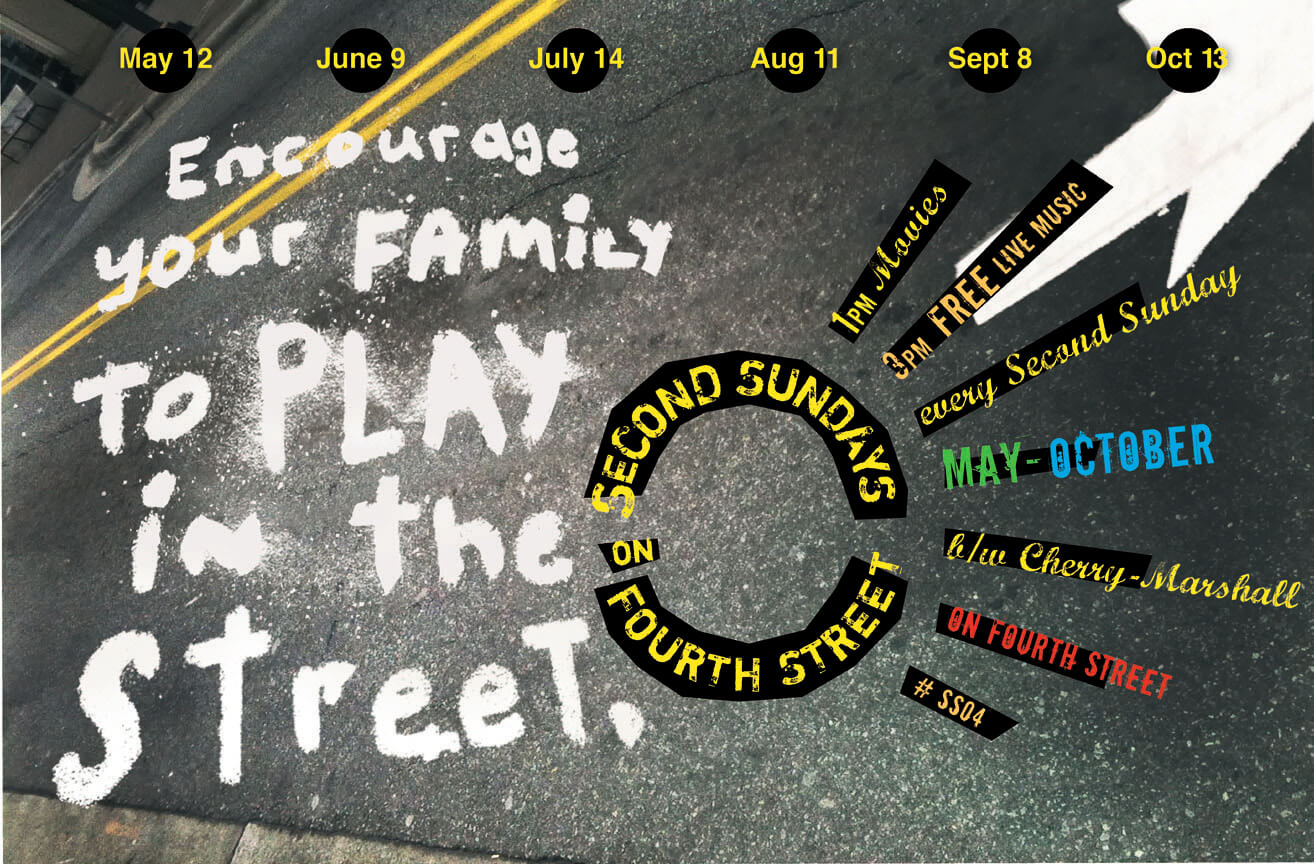 May 12 June 9 July 14 Aug 11 Sept 8 Oct 13
Encourage
your FAMiLy
To PLAy
in the
StreeT.
SECOND SUNDAYS
ON
FOURTH STREET
1PM Movies
3PM FREE LIVE MUSIC
every Second Sunday
MAY-OCTOBER
b/w Cherry-Marshall
ON FOURTH STREET
# SS04